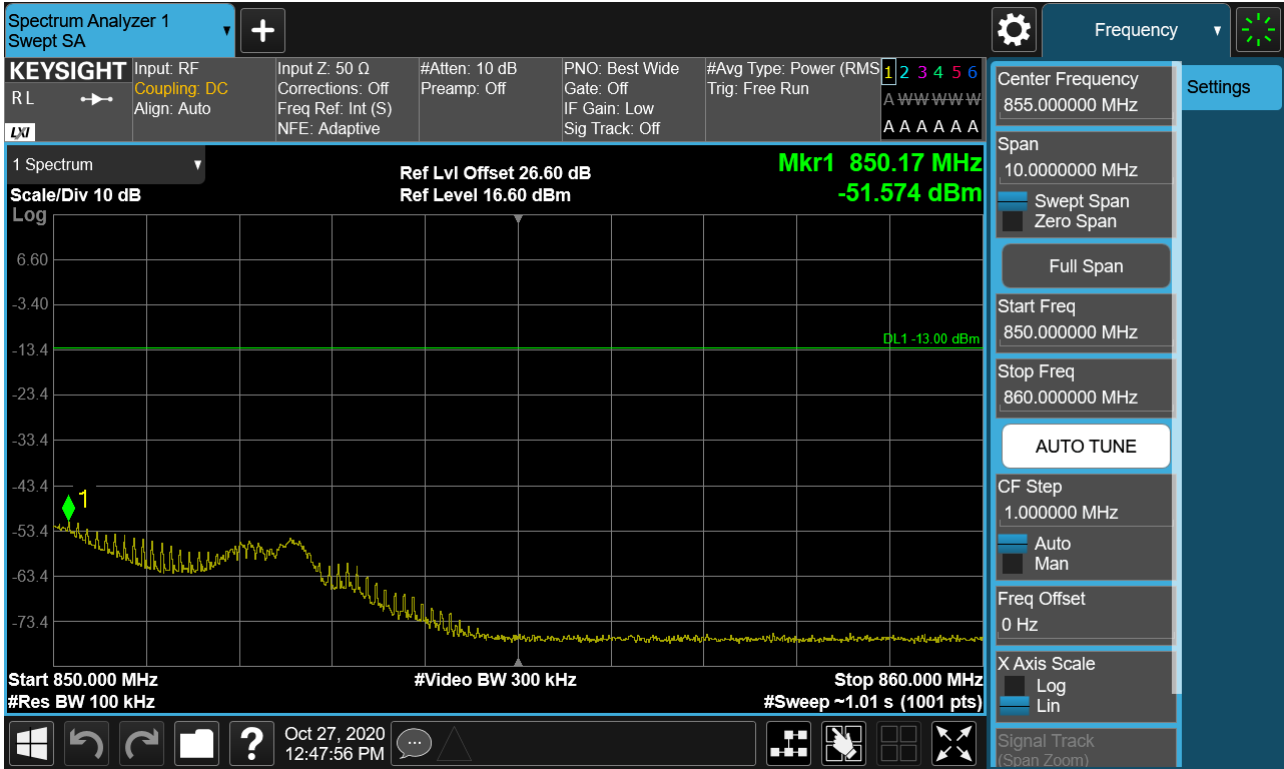 Spectrum Analyzer 1
Swept SA
+
Frequency
KEYSIGHT
R L
LXI
Input: RF
Coupling: DC
Align: Auto
Input Z: 50 Ω
Corrections: Off
Freq Ref: Int (S)
NFE: Adaptive
#Atten: 10 dB
Preamp: Off
PNO: Best Wide
Gate: Off
IF Gain: Low
Sig Track: Off
#Avg Type: Power (RMS
Trig: Free Run
1 2 3 4 5 6
A W W W W W
A A A A A A
1 Spectrum
Scale/Div 10 dB
Log
Ref Lvl Offset 26.60 dB
Ref Level 16.60 dBm
Mkr1 850.17 MHz
-51.574 dBm
6.60
-3.40
-13.4
-23.4
-33.4
-43.4
-53.4
-63.4
-73.4
DL1 -13.00 dBm
1
Start 850.000 MHz
#Res BW 100 kHz
#Video BW 300 kHz
Stop 860.000 MHz
#Sweep ~1.01 s (1001 pts)
Center Frequency
855.000000 MHz
Span
10.0000000 MHz
Swept Span
Zero Span
Full Span
Start Freq
850.000000 MHz
Stop Freq
860.000000 MHz
AUTO TUNE
CF Step
1.000000 MHz
Auto
Man
Freq Offset
0 Hz
X Axis Scale
Log
Lin
Signal Track
(Span Zoom)
Settings
?
Oct 27, 2020
12:47:56 PM